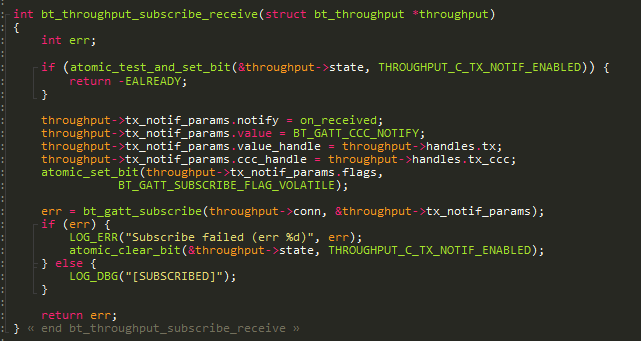 int bt_throughput_subscribe_receive(struct bt_throughput *throughput)
{
    int err;

    if (atomic_test_and_set_bit(&throughput->state, THROUGHPUT_C_TX_NOTIF_ENABLED)) {
        return -EALREADY;
    }

    throughput->tx_notif_params.notify = on_received;
    throughput->tx_notif_params.value = BT_GATT_CCC_NOTIFY;
    throughput->tx_notif_params.value_handle = throughput->handles.tx;
    throughput->tx_notif_params.ccc_handle = throughput->handles.tx_ccc;
    atomic_set_bit(throughput->tx_notif_params.flags,
               BT_GATT_SUBSCRIBE_FLAG_VOLATILE);

    err = bt_gatt_subscribe(throughput->conn, &throughput->tx_notif_params);
    if (err) {
        LOG_ERR("Subscribe failed (err %d)", err);
        atomic_clear_bit(&throughput->state, THROUGHPUT_C_TX_NOTIF_ENABLED);
    } else {
        LOG_DBG("[SUBSCRIBED]");
    }

    return err;
} « end bt_throughput_subscribe_receive »